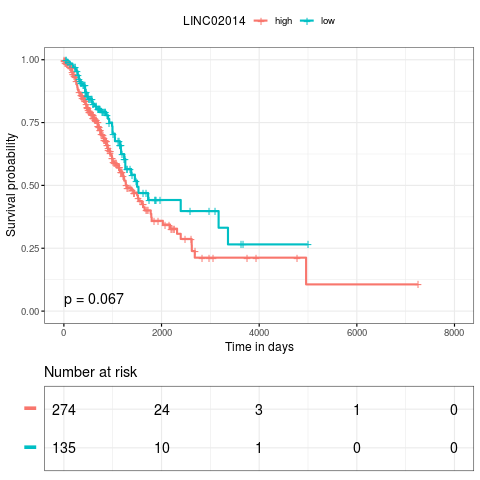 LINC02014 high low
Survival probability
1.00
0.75
0.50
0.25
0.00
p = 0.067
0 2000 4000 6000 8000
Time in days
Number at risk
274 24 3 1 0
135 10 1 0 0